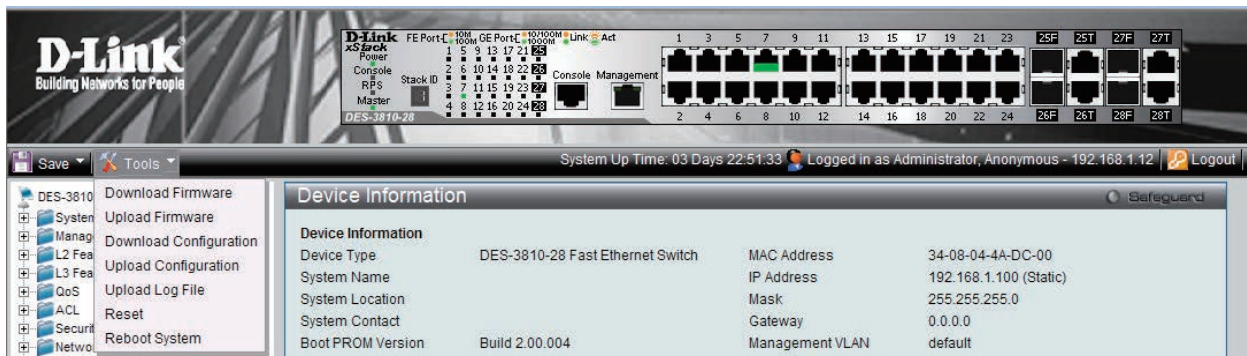 D-Link
Building Networks for People
D-Link FE Port 10M 100M GE Port 10/100M 1000M Link Act
xStack
Power
Console
RPS
Master
DES-3810-28
Stack ID
1 5 9 13 17 21 25
2 6 10 14 18 22 26
3 7 11 15 19 23 27
4 8 12 16 20 24 28
Console Management
1 3 5 7 9 11 13 15 17 19 21 23 25F 25T 27F 27T
2 4 6 8 10 12 14 16 18 20 22 24 26F 26T 28F 28T
Save Tools System Up Time: 03 Days 22:51:33 Logged in as Administrator, Anonymous - 192.168.1.12 Logout
DES-3810
System
Manag
L2 Fea
L3 Fea
QoS
ACL
Securit
Netwo
Download Firmware
Upload Firmware
Download Configuration
Upload Configuration
Upload Log File
Reset
Reboot System
Device Information Safeguard
Device Information
Device Type DES-3810-28 Fast Ethernet Switch MAC Address 34-08-04-4A-DC-00
System Name IP Address 192.168.1.100 (Static)
System Location Mask 255.255.255.0
System Contact Gateway 0.0.0.0
Boot PROM Version Build 2.00.004 Management VLAN default